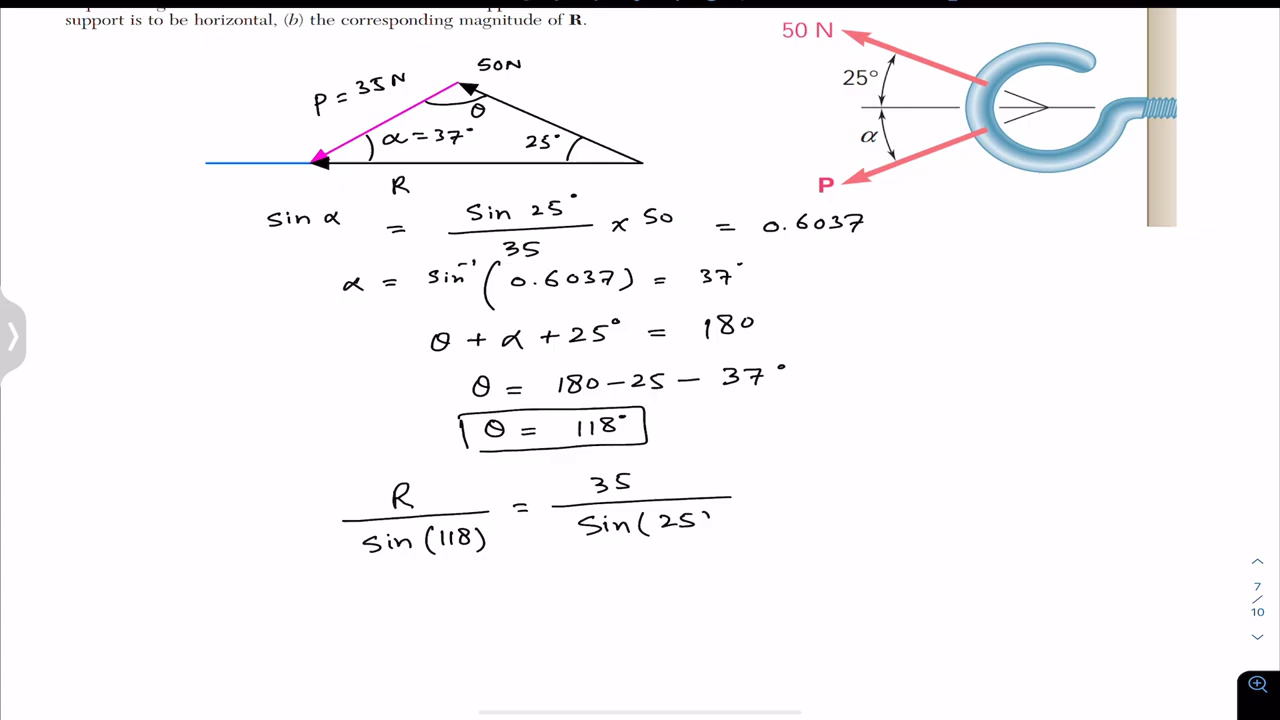 support is to be horizontal, (b) the corresponding magnitude of R.
50 N
25°
α
P
50N
P = 35N
θ
α = 37°
25°
R
sin α = sin 25° / 35 × 50 = 0.6037
α = sin⁻¹ (0.6037) = 37°
θ + α + 25° = 180
θ = 180 - 25 - 37°
θ = 118°
R / sin (118) = 35 / sin (25)
7
/
10